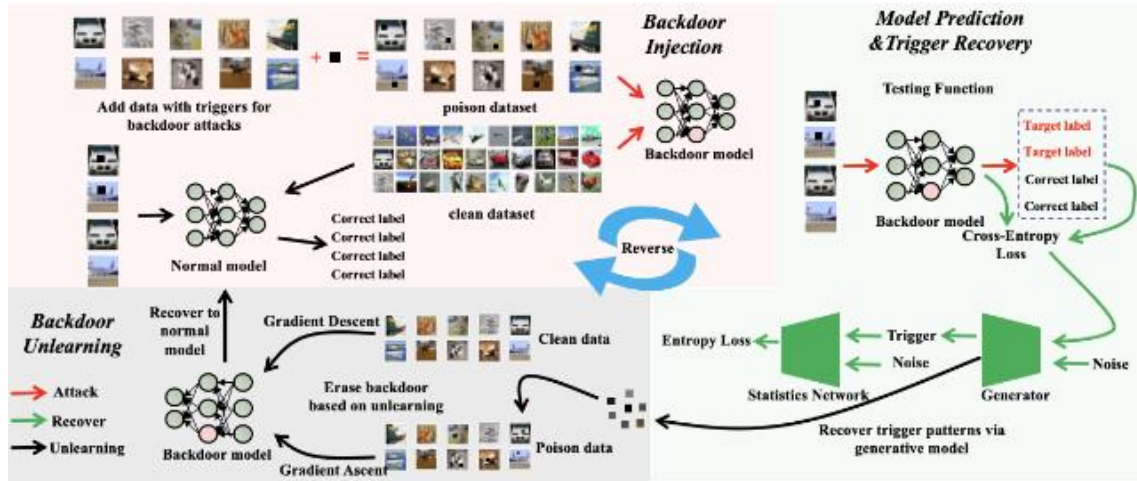 Backdoor
Injection
+
=
Add data with triggers for
backdoor attacks
poison dataset
Backdoor model
clean dataset
Normal model
Correct label
Correct label
Correct label
Correct label
Reverse
Model Prediction
&Trigger Recovery
Testing Function
Target label
Target label
Correct label
Correct label
Backdoor model
Cross-Entropy
Loss
Entropy Loss
Trigger
Noise
Noise
Statistics Network
Generator
Recover trigger patterns via
generative model
Backdoor
Unlearning
Recover to
normal
model
Gradient Descent
Clean data
Attack
Recover
Unlearning
Erase backdoor
based on unlearning
Backdoor model
Gradient Ascent
Poison data